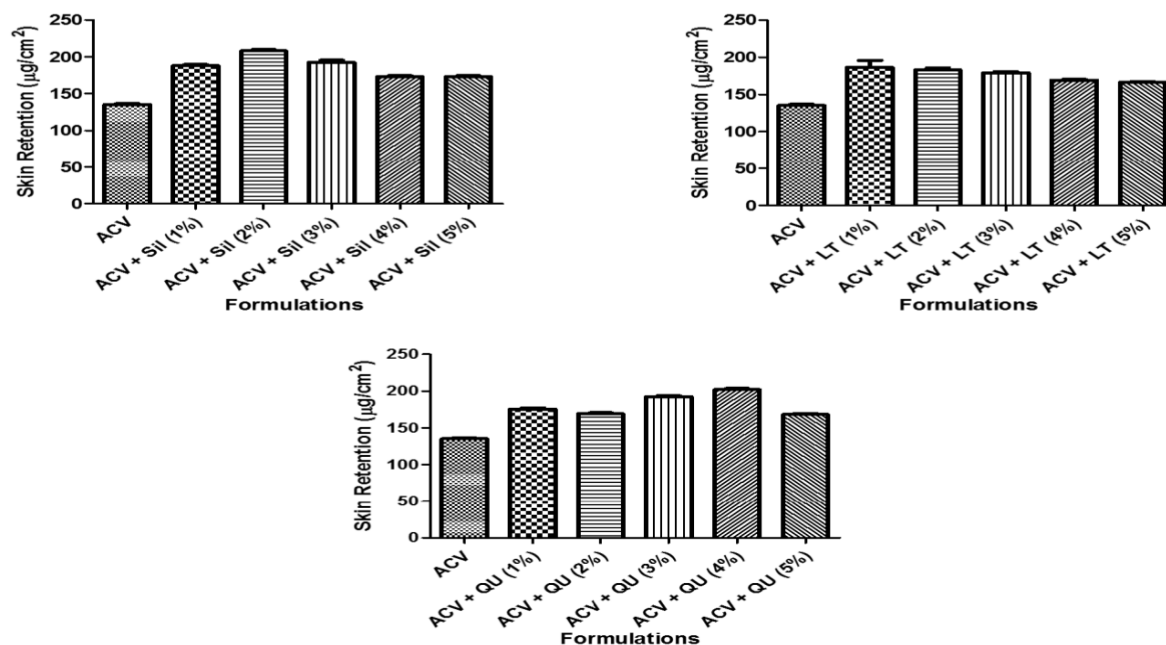 Skin Retention (µg/cm²)
250
200
150
100
50
0
ACV
ACV + Sil (1%)
ACV + Sil (2%)
ACV + Sil (3%)
ACV + Sil (4%)
ACV + Sil (5%)
Formulations
Skin Retention (µg/cm²)
250
200
150
100
50
0
ACV
ACV + LT (1%)
ACV + LT (2%)
ACV + LT (3%)
ACV + LT (4%)
ACV + LT (5%)
Formulations
Skin Retention (µg/cm²)
250
200
150
100
50
0
ACV
ACV + QU (1%)
ACV + QU (2%)
ACV + QU (3%)
ACV + QU (4%)
ACV + QU (5%)
Formulations